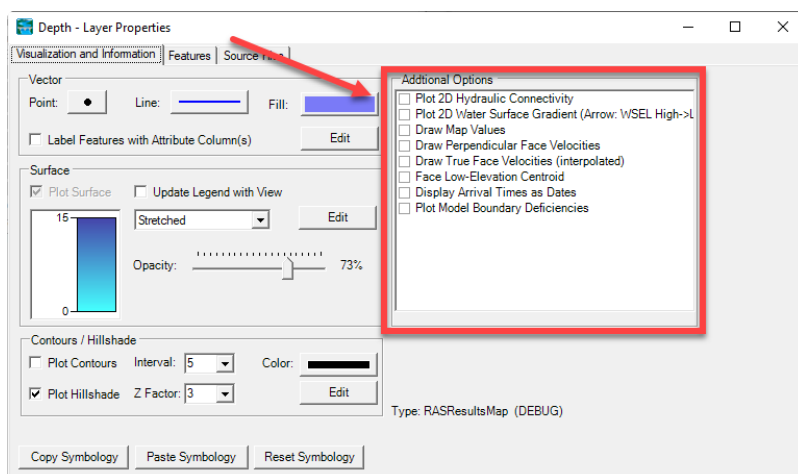 Depth - Layer Properties
Visualization and Information Features Source
Vector
Point: Line: Fill:
Label Features with Attribute Column(s) Edit
Surface
Plot Surface Update Legend with View
15
Stretched Edit
Opacity: 73%
0
Contours / Hillshade
Plot Contours Interval: 5 Color:
Plot Hillshade Z Factor: 3 Edit
Copy Symbology Paste Symbology Reset Symbology
Addtional Options
Plot 2D Hydraulic Connectivity
Plot 2D Water Surface Gradient (Arrow: WSEL High->L
Draw Map Values
Draw Perpendicular Face Velocities
Draw True Face Velocities (interpolated)
Face Low-Elevation Centroid
Display Arrival Times as Dates
Plot Model Boundary Deficiencies
Type: RASResultsMap (DEBUG)